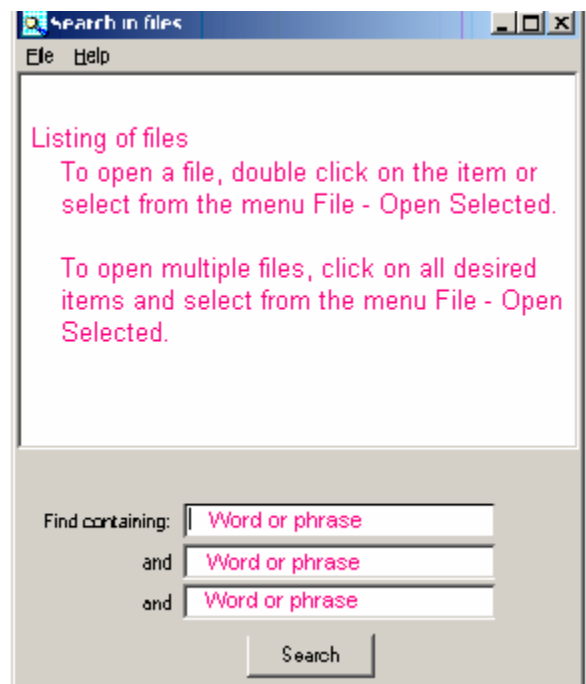 Search in files
File Help
Listing of files
To open a file, double click on the item or
select from the menu File - Open Selected.
To open multiple files, click on all desired
items and select from the menu File - Open
Selected.
Find containing: Word or phrase
and Word or phrase
and Word or phrase
Search